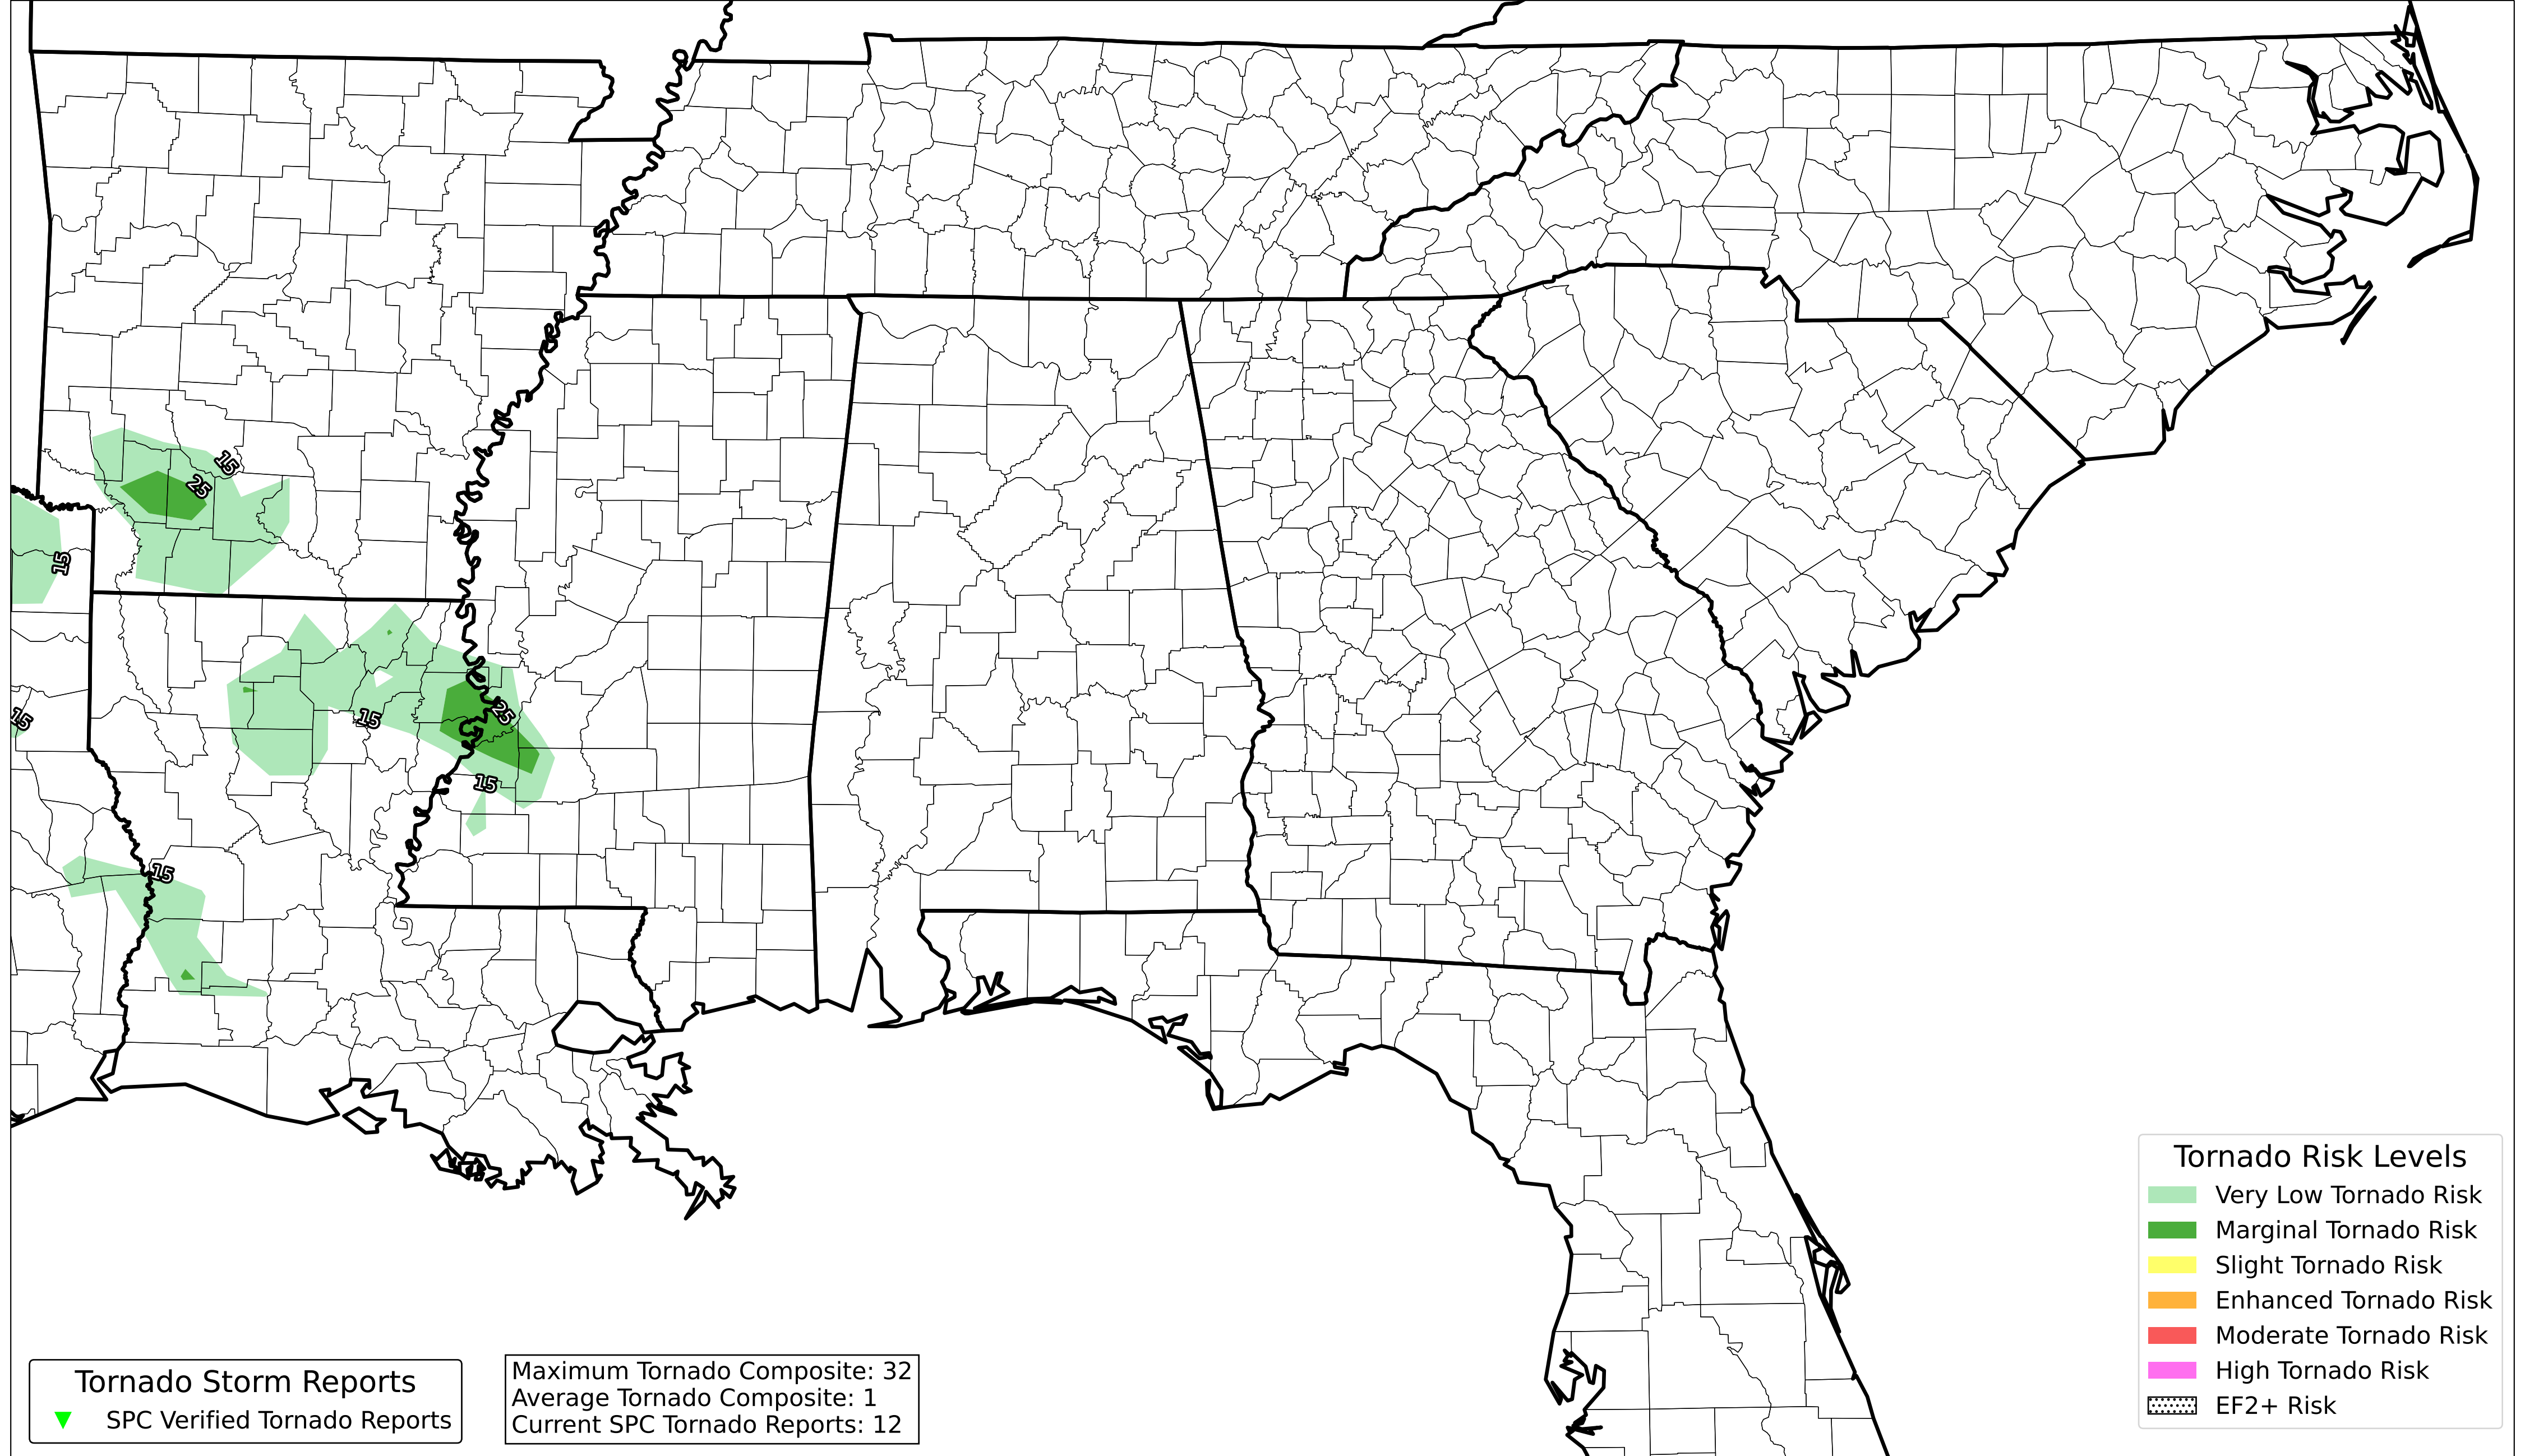 15
25
15
15
25
15
15
15
Tornado Risk Levels
Very Low Tornado Risk
Marginal Tornado Risk
Slight Tornado Risk
Enhanced Tornado Risk
Moderate Tornado Risk
High Tornado Risk
EF2+ Risk
Tornado Storm Reports
SPC Verified Tornado Reports
Maximum Tornado Composite: 32
Average Tornado Composite: 1
Current SPC Tornado Reports: 12